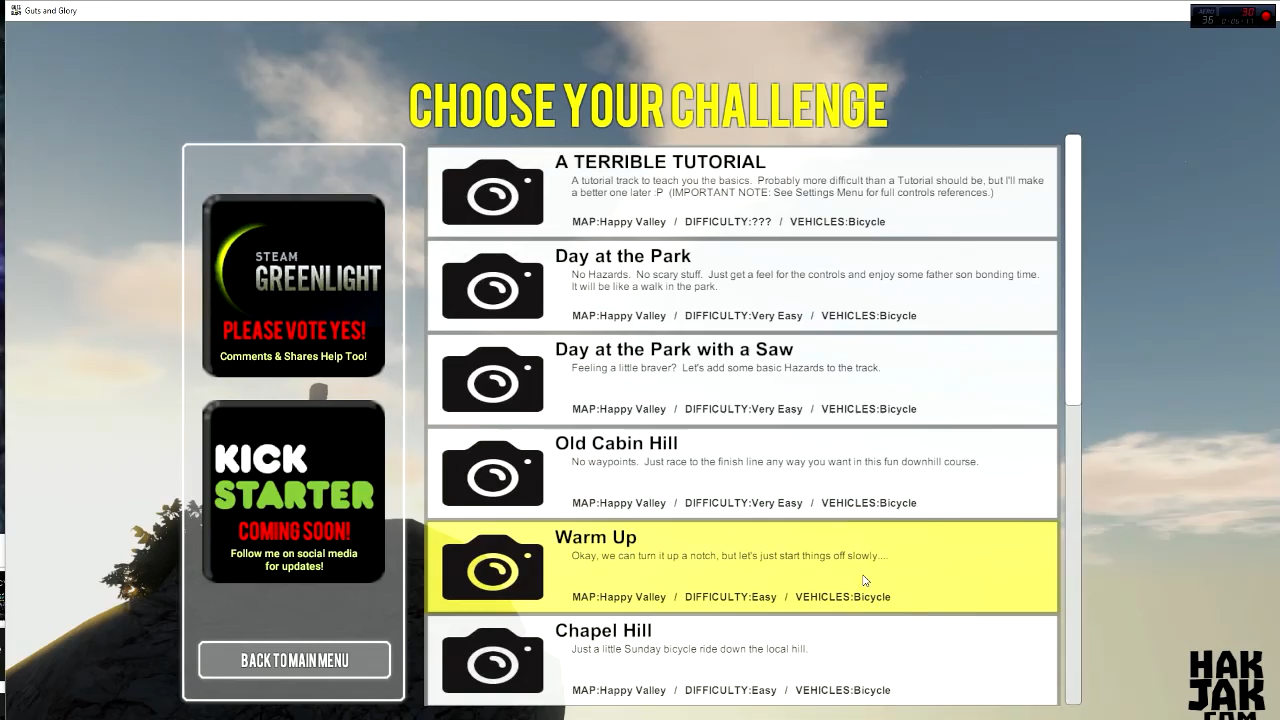 Guts and Glory
CHOOSE YOUR CHALLENGE
STEAM
GREENLIGHT
PLEASE VOTE YES!
Comments & Shares Help Too!
KICK
STARTER
COMING SOON!
Follow me on social media
for updates!
BACK TO MAIN MENU
A TERRIBLE TUTORIAL
A tutorial track to teach you the basics. Probably more difficult than a Tutorial should be, but I'll make
a better one later :P (IMPORTANT NOTE: See Settings Menu for full controls references.)
MAP:Happy Valley / DIFFICULTY:??? / VEHICLES:Bicycle
Day at the Park
No Hazards. No scary stuff. Just get a feel for the controls and enjoy some father son bonding time.
It will be like a walk in the park.
MAP:Happy Valley / DIFFICULTY:Very Easy / VEHICLES:Bicycle
Day at the Park with a Saw
Feeling a little braver? Let's add some basic Hazards to the track.
MAP:Happy Valley / DIFFICULTY:Very Easy / VEHICLES:Bicycle
Old Cabin Hill
No waypoints. Just race to the finish line any way you want in this fun downhill course.
MAP:Happy Valley / DIFFICULTY:Very Easy / VEHICLES:Bicycle
Warm Up
Okay, we can turn it up a notch, but let's just start things off slowly....
MAP:Happy Valley / DIFFICULTY:Easy / VEHICLES:Bicycle
Chapel Hill
Just a little Sunday bicycle ride down the local hill.
MAP:Happy Valley / DIFFICULTY:Easy / VEHICLES:Bicycle
HAK
JAK
.COM